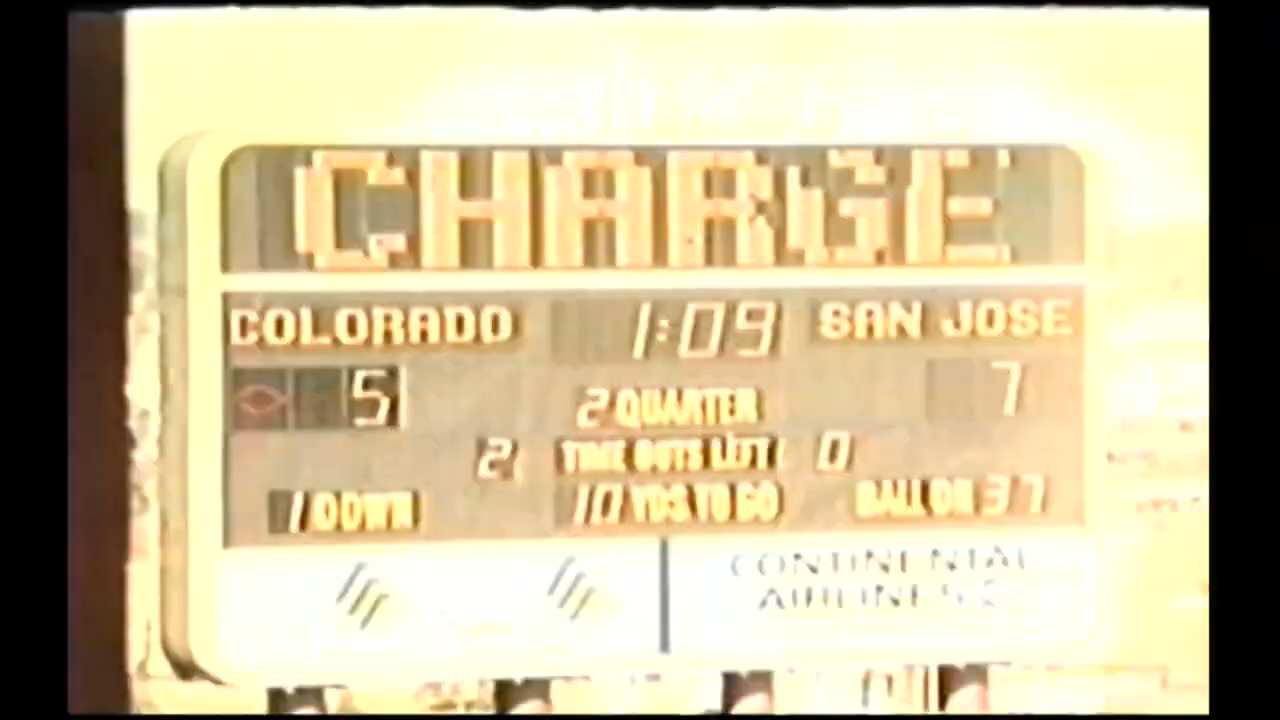 CHARGE
COLORADO 1:09 SAN JOSE
5 2 QUARTER 7
2 TIME OUTS LEFT 0
1 DOWN 10 YDS TO GO BALL ON 37
CONTINENTAL
AIRLINES